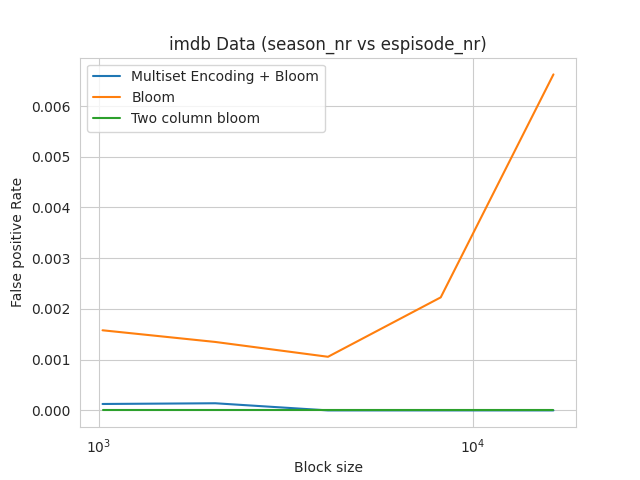 imdb Data (season_nr vs espisode_nr)
Multiset Encoding + Bloom
Bloom
Two column bloom
False positive Rate
0.006
0.005
0.004
0.003
0.002
0.001
0.000
10³
10⁴
Block size